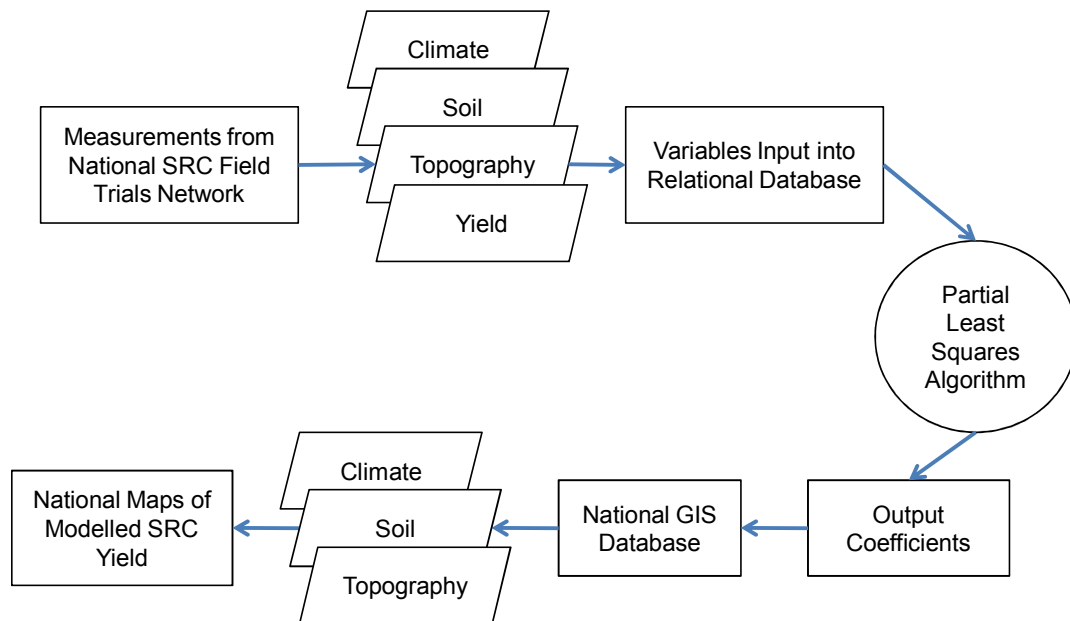 Measurements from
National SRC Field
Trials Network
Climate
Soil
Topography
Yield
Variables Input into
Relational Database
Partial
Least
Squares
Algorithm
Output
Coefficients
National GIS
Database
Climate
Soil
Topography
National Maps of
Modelled SRC
Yield